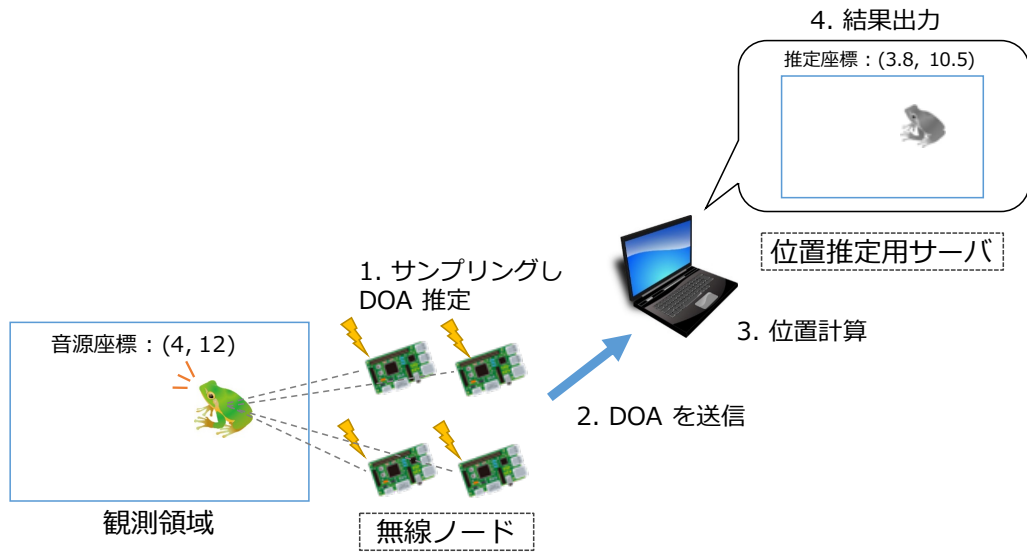 4. 結果出力
推定座標：(3.8, 10.5)
位置推定用サーバ
1. サンプリングし
DOA 推定
音源座標：(4, 12)
3. 位置計算
2. DOA を送信
観測領域
無線ノード